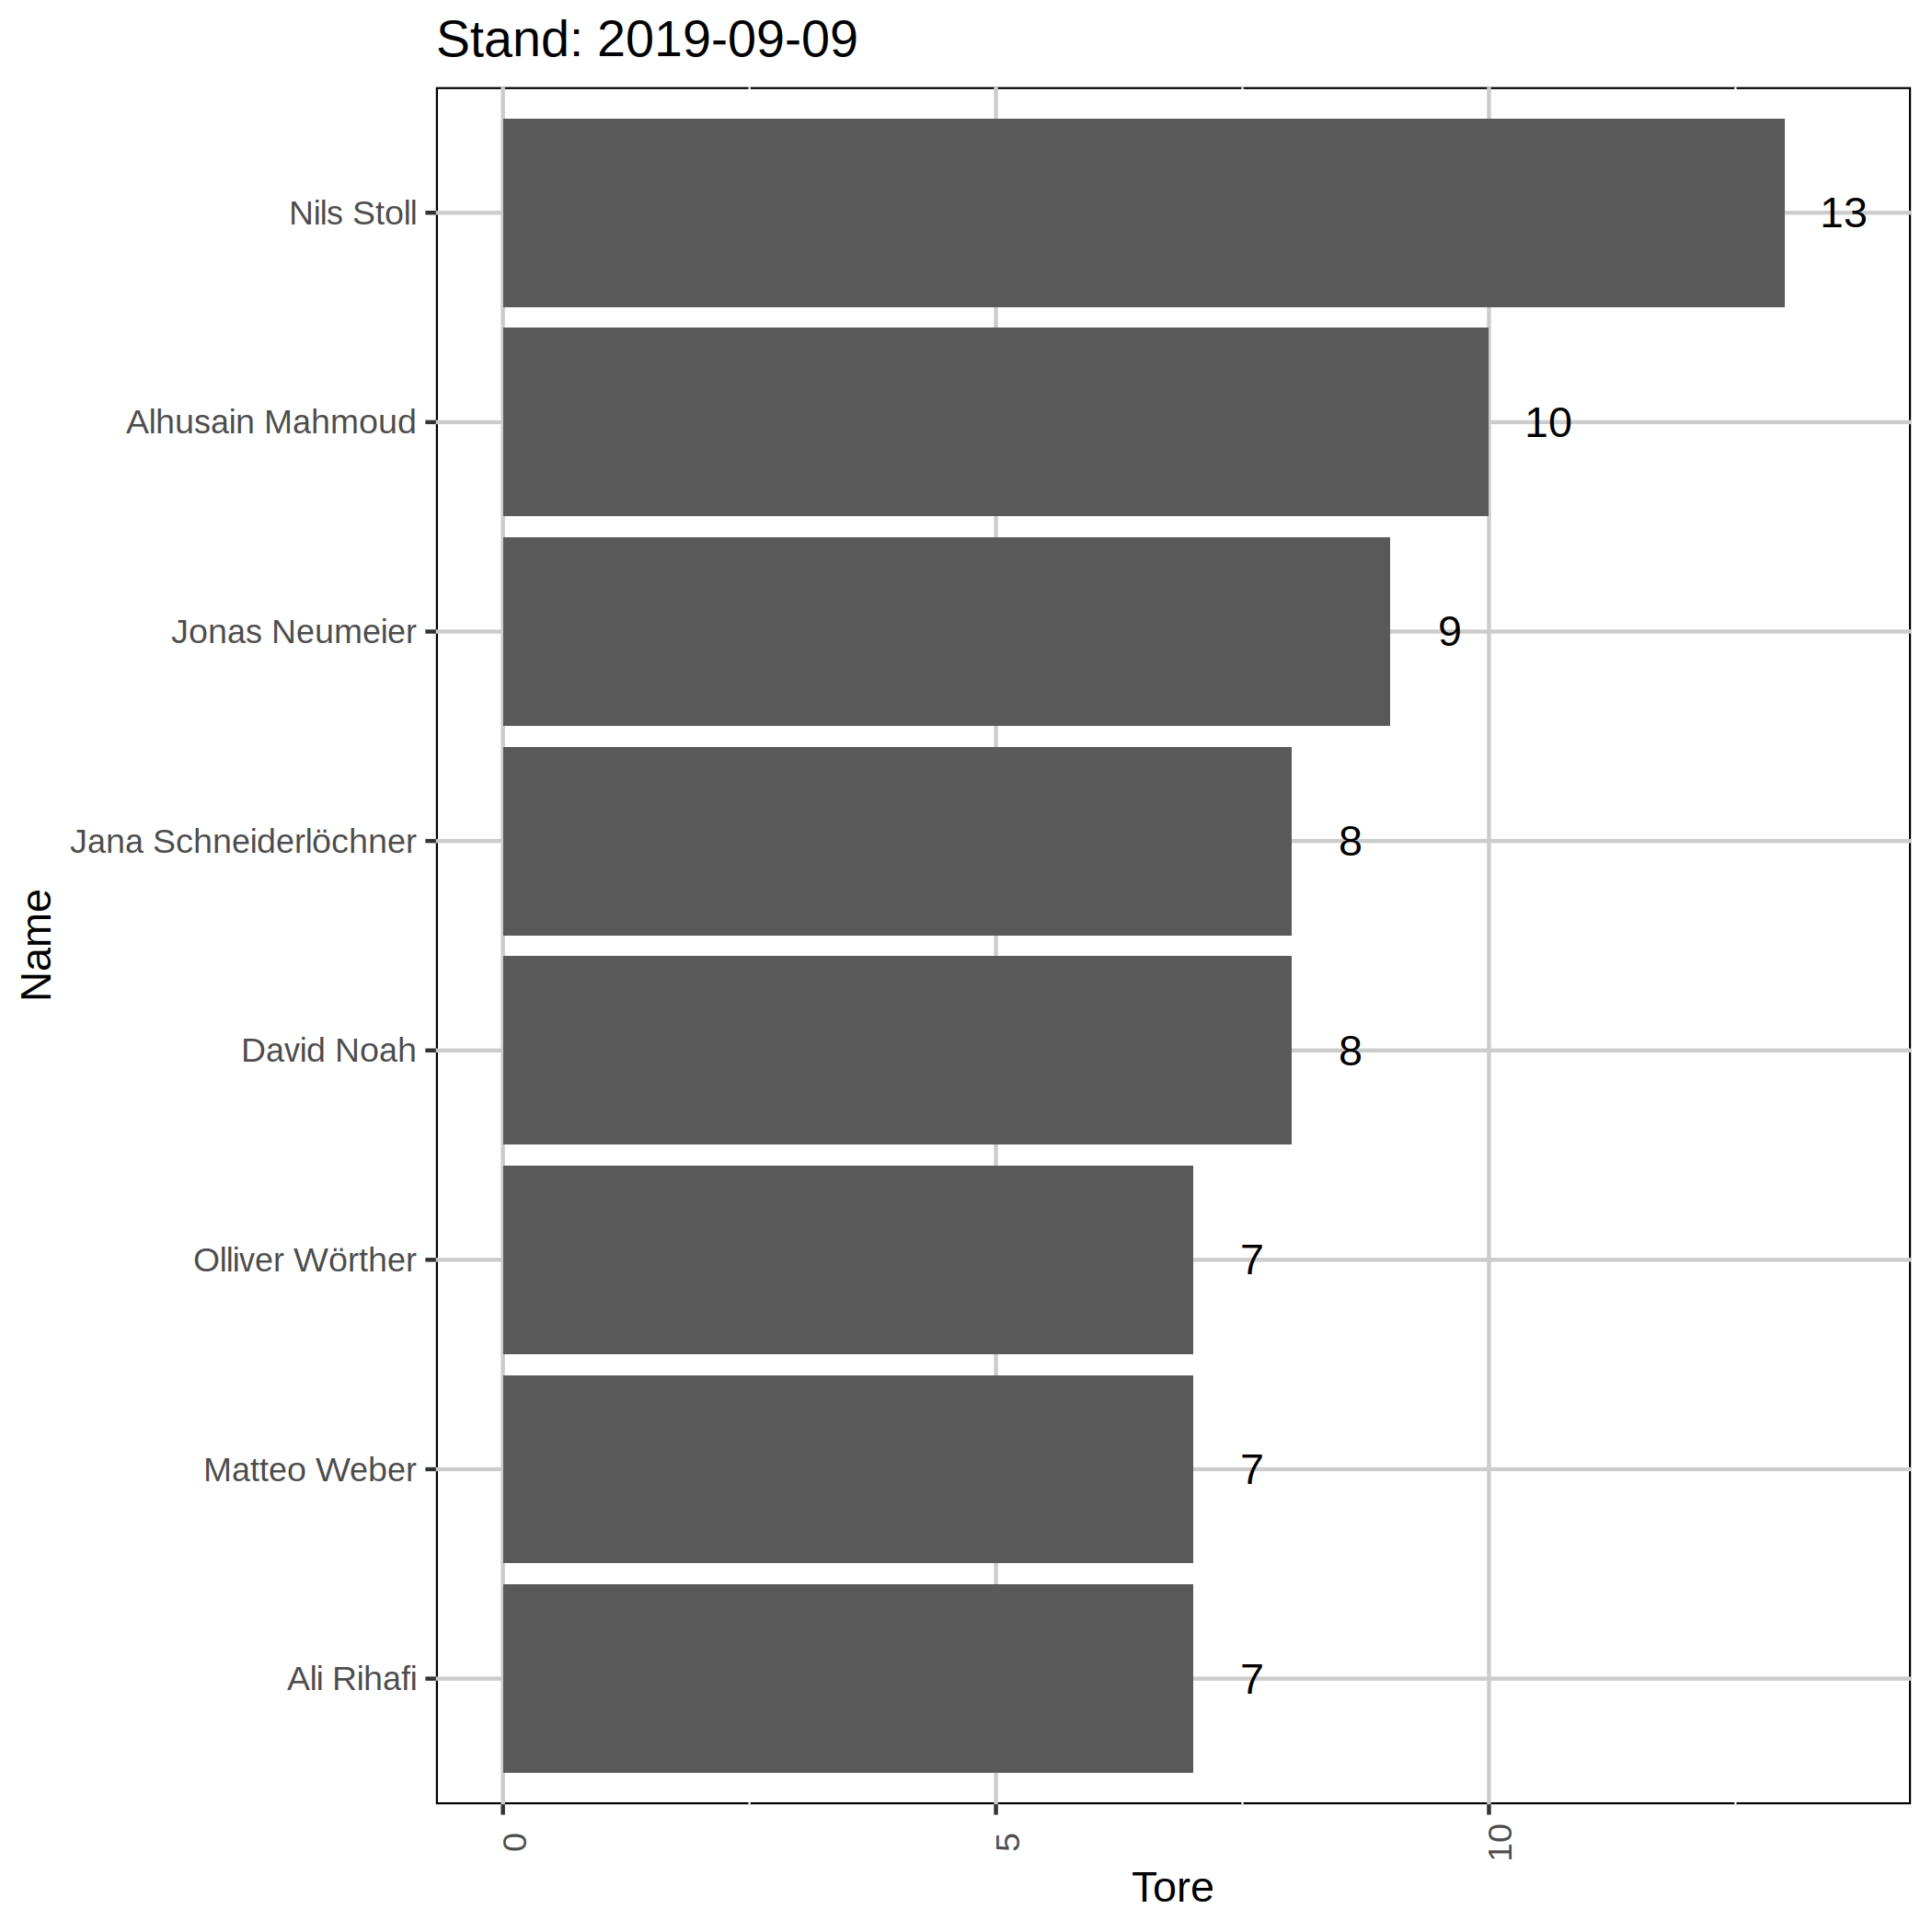 Stand: 2019-09-09
Nils Stoll
13
Alhusain Mahmoud
10
Jonas Neumeier
9
Jana Schneiderlöchner
8
David Noah
8
Olliver Wörther
7
Matteo Weber
7
Ali Rihafi
7
Name
0
5
10
Tore